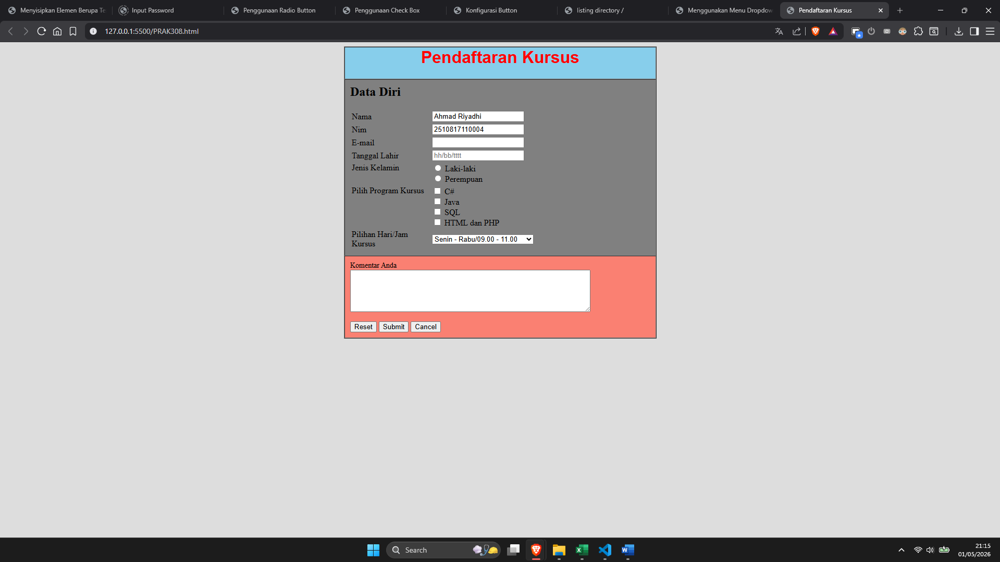 Menyisipkan Elemen Berupa Te
Input Password
Penggunaan Radio Button
Penggunaan Check Box
Konfigurasi Button
listing directory /
Menggunakan Menu Dropdow
Pendaftaran Kursus
127.0.0.1:5500/PRAK308.html
Pendaftaran Kursus
Data Diri
Nama
Ahmad Riyadhi
Nim
2510817110004
E-mail
Tanggal Lahir
hh/bb/tttt
Jenis Kelamin
Laki-laki
Perempuan
Pilih Program Kursus
C#
Java
SQL
HTML dan PHP
Pilihan Hari/Jam
Kursus
Senin - Rabu/09.00 - 11.00
Komentar Anda
Reset Submit Cancel
Search
21:15
01/05/2026